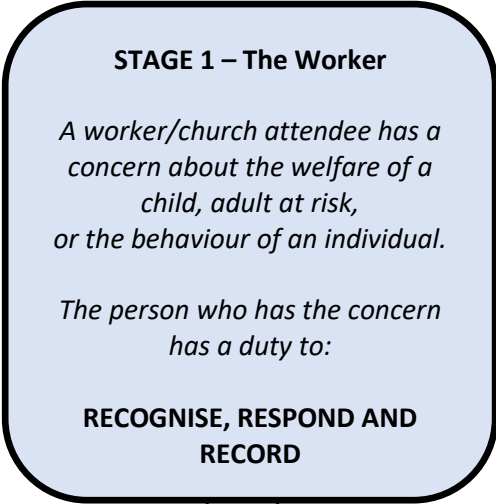 STAGE 1 – The Worker
A worker/church attendee has a
concern about the welfare of a
child, adult at risk,
or the behaviour of an individual.
The person who has the concern
has a duty to:
RECOGNISE, RESPOND AND
RECORD